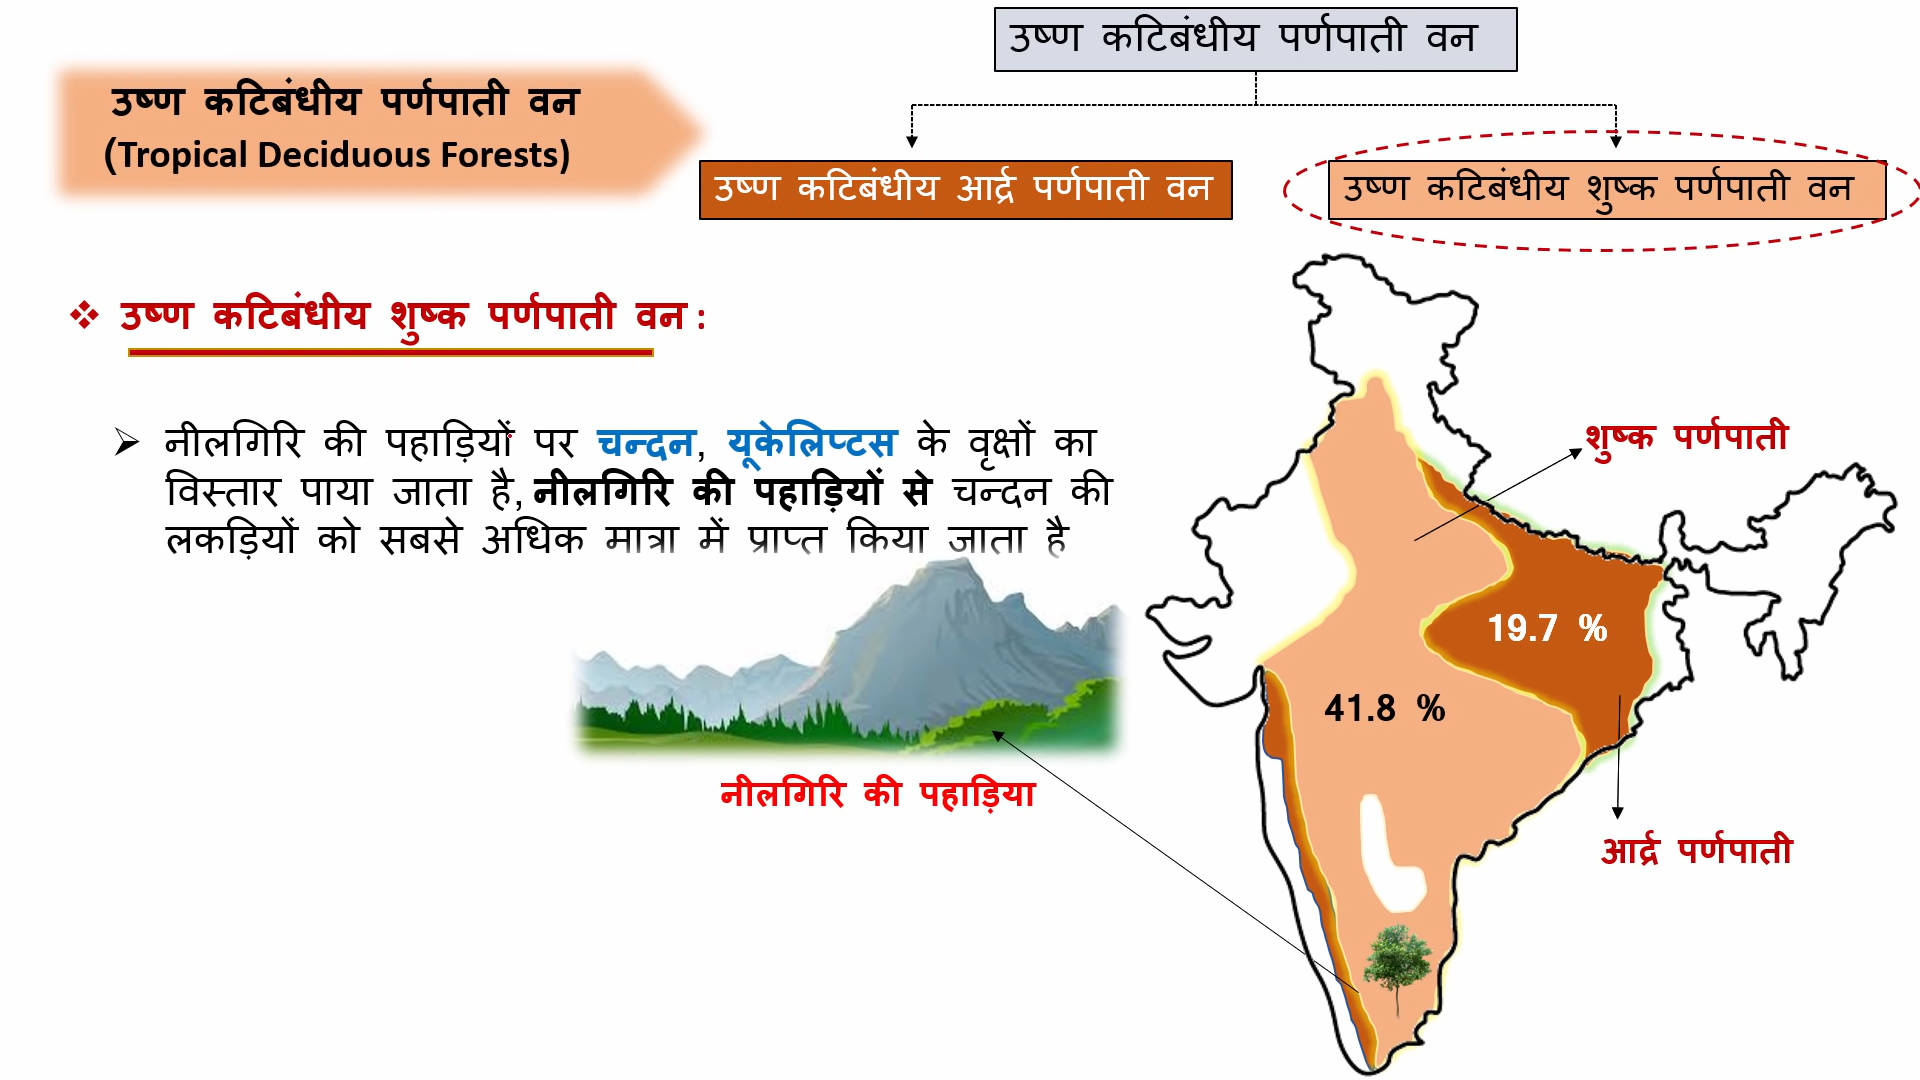 उष्ण कटिबंधीय पर्णपाती वन
उष्ण कटिबंधीय पर्णपाती वन
(Tropical Deciduous Forests)
उष्ण कटिबंधीय आर्द्र पर्णपाती वन
उष्ण कटिबंधीय शुष्क पर्णपाती वन
❖ उष्ण कटिबंधीय शुष्क पर्णपाती वन :
➢ नीलगिरि की पहाड़ियों पर चन्दन, यूकेलिप्टस के वृक्षों का
विस्तार पाया जाता है, नीलगिरि की पहाड़ियों से चन्दन की
लकड़ियों को सबसे अधिक मात्रा में प्राप्त किया जाता है
शुष्क पर्णपाती
19.7 %
41.8 %
नीलगिरि की पहाड़िया
आर्द्र पर्णपाती